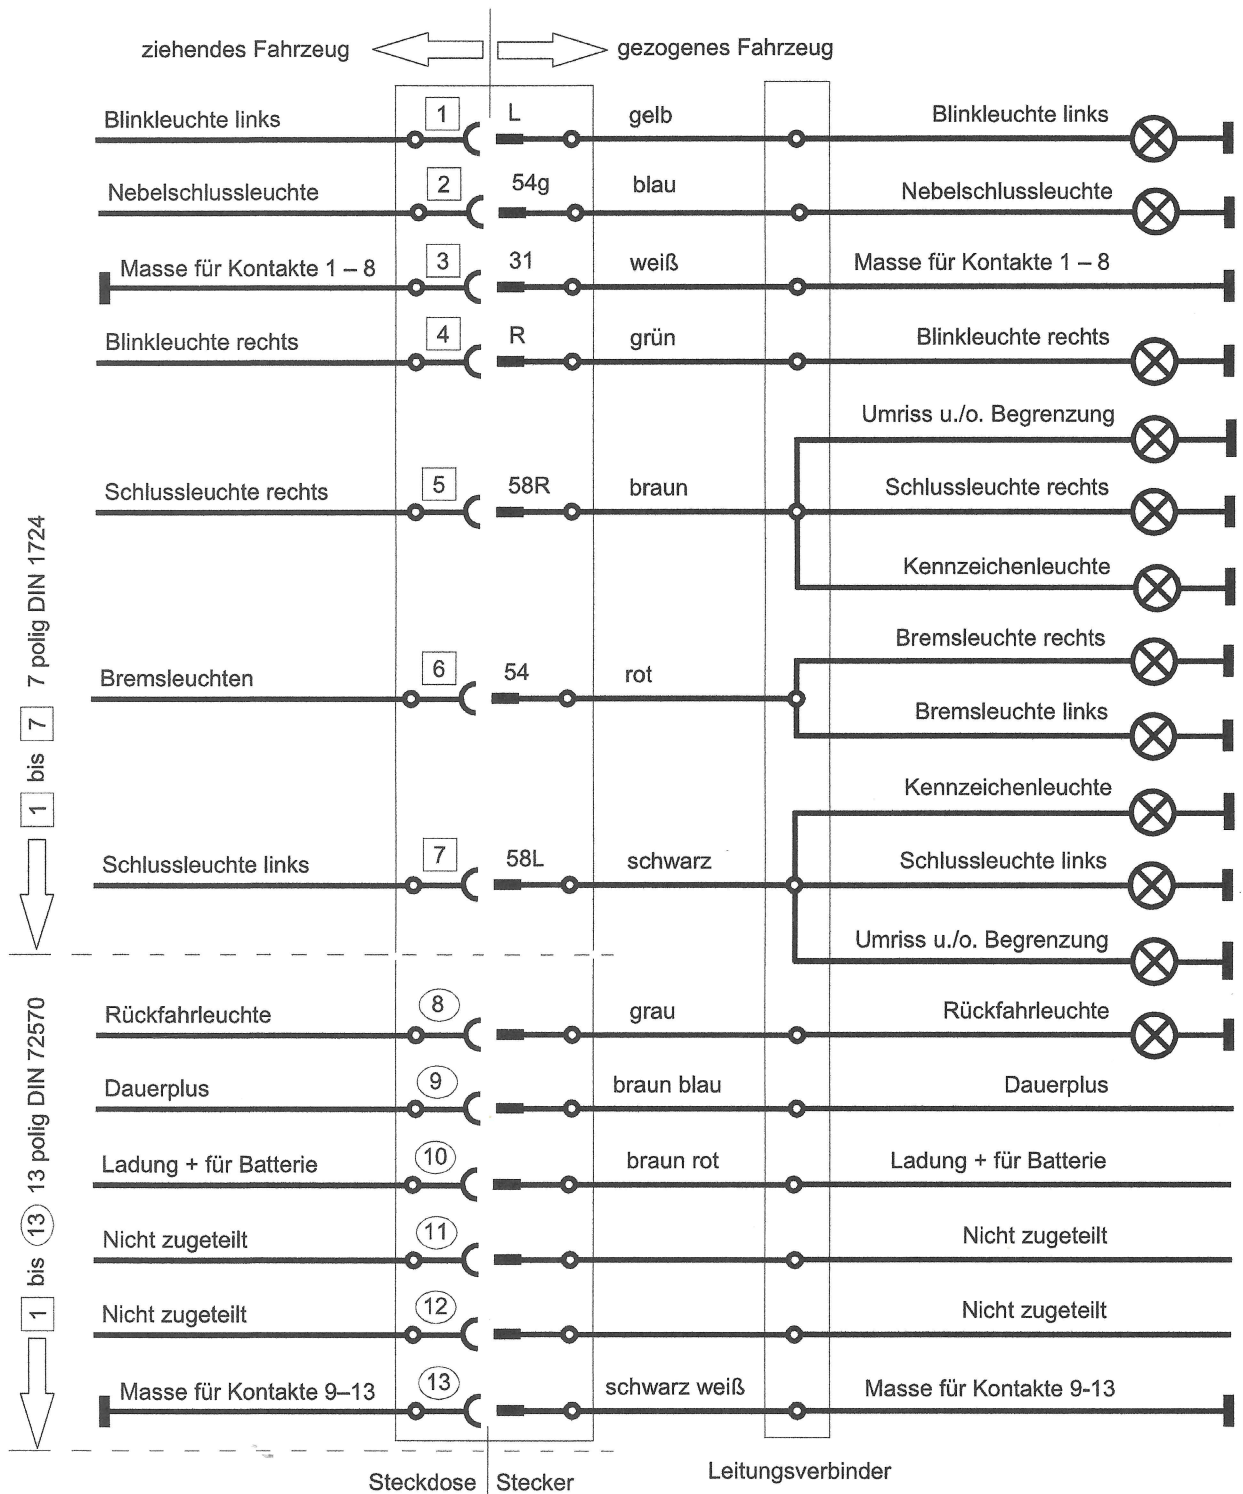 ziehendes Fahrzeug
gezogenes Fahrzeug
Blinkleuchte links 1 L gelb Blinkleuchte links
Nebelschlussleuchte 2 54g blau Nebelschlussleuchte
Masse für Kontakte 1 – 8 3 31 weiß Masse für Kontakte 1 – 8
Blinkleuchte rechts 4 R grün Blinkleuchte rechts
Umriss u./o. Begrenzung
Schlussleuchte rechts 5 58R braun Schlussleuchte rechts
Kennzeichenleuchte
Bremsleuchte rechts
Bremsleuchten 6 54 rot
Bremsleuchte links
Kennzeichenleuchte
Schlussleuchte links 7 58L schwarz Schlussleuchte links
Umriss u./o. Begrenzung
1 bis 7 7 polig DIN 1724
Rückfahrleuchte 8 grau Rückfahrleuchte
Dauerplus 9 braun blau Dauerplus
Ladung + für Batterie 10 braun rot Ladung + für Batterie
Nicht zugeteilt 11 Nicht zugeteilt
Nicht zugeteilt 12 Nicht zugeteilt
Masse für Kontakte 9–13 13 schwarz weiß Masse für Kontakte 9-13
1 bis 13 13 polig DIN 72570
Steckdose Stecker
Leitungsverbinder